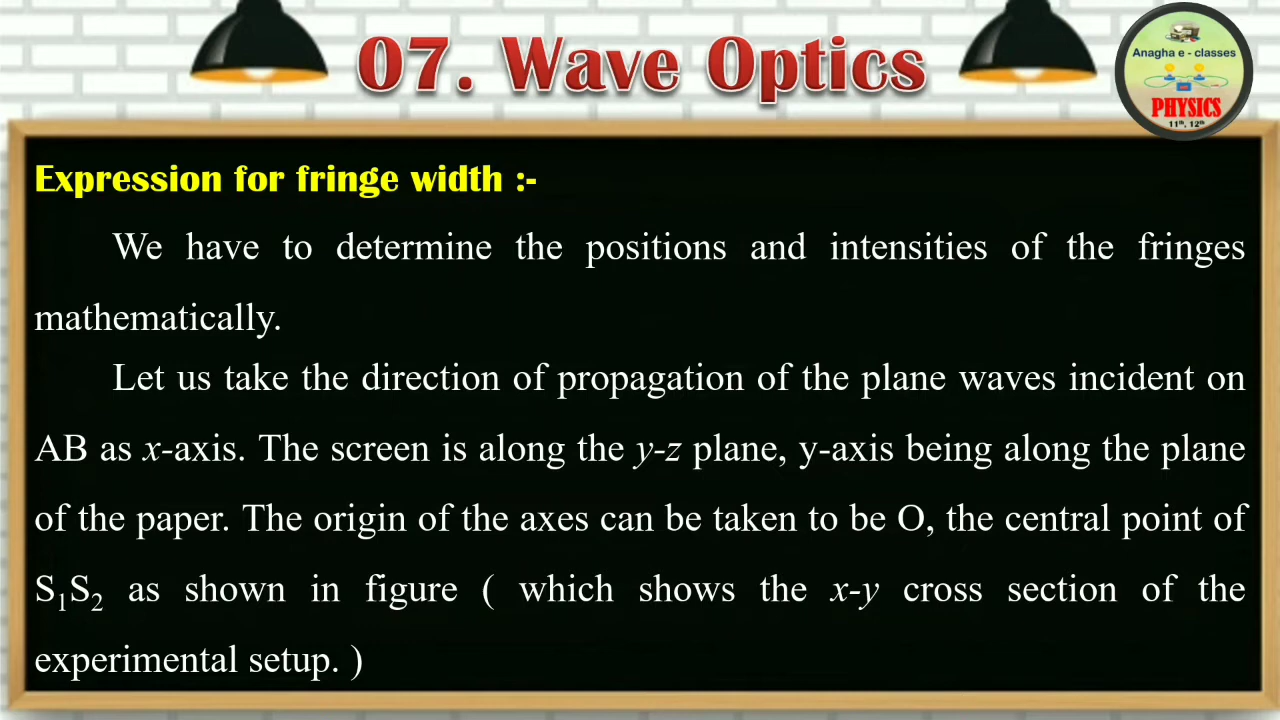 07. Wave Optics
Anagha e - classes
PHYSICS
11th, 12th
Expression for fringe width :-
We have to determine the positions and intensities of the fringes
mathematically.
Let us take the direction of propagation of the plane waves incident on
AB as x-axis. The screen is along the y-z plane, y-axis being along the plane
of the paper. The origin of the axes can be taken to be O, the central point of
S1S2 as shown in figure ( which shows the x-y cross section of the
experimental setup. )